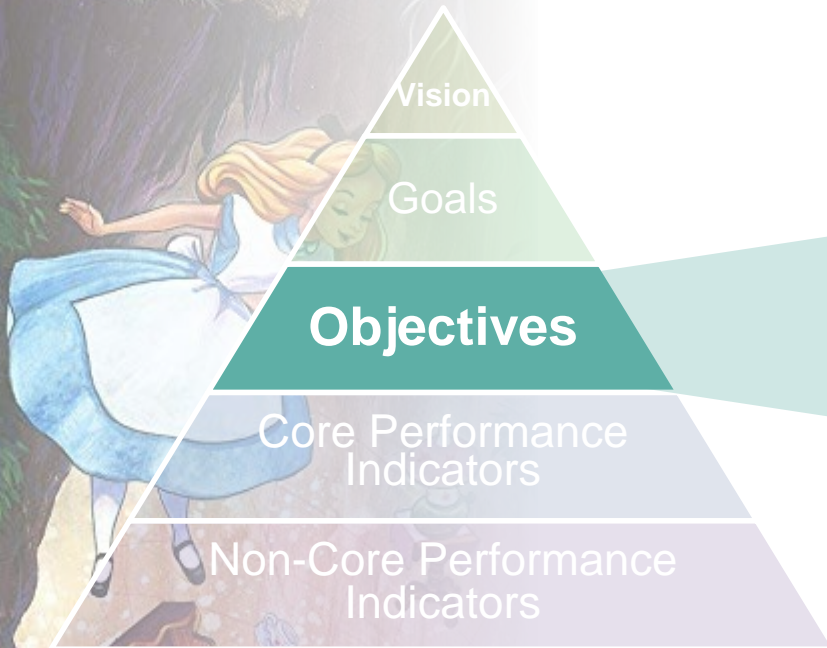 Vision
Goals
Objectives
Core Performance
Indicators
Non-Core Performance
Indicators